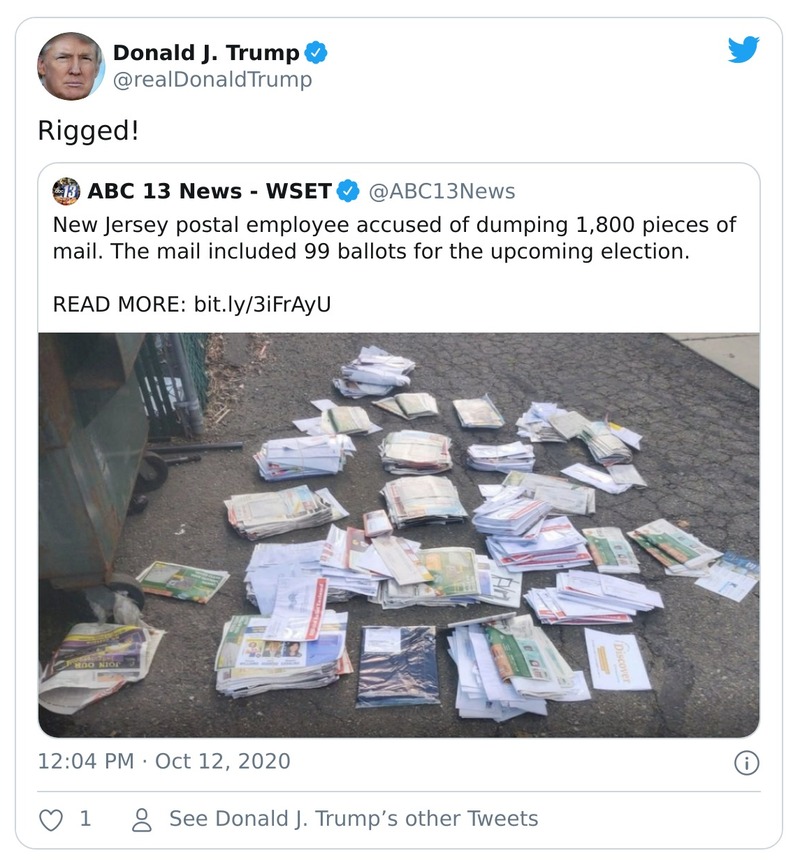 Donald J. Trump
@realDonaldTrump
Rigged!
13 ABC 13 News - WSET @ABC13News
New Jersey postal employee accused of dumping 1,800 pieces of
mail. The mail included 99 ballots for the upcoming election.
READ MORE: bit.ly/3iFrAyU
JOIN OUR
Discover
12:04 PM · Oct 12, 2020
1 See Donald J. Trump’s other Tweets